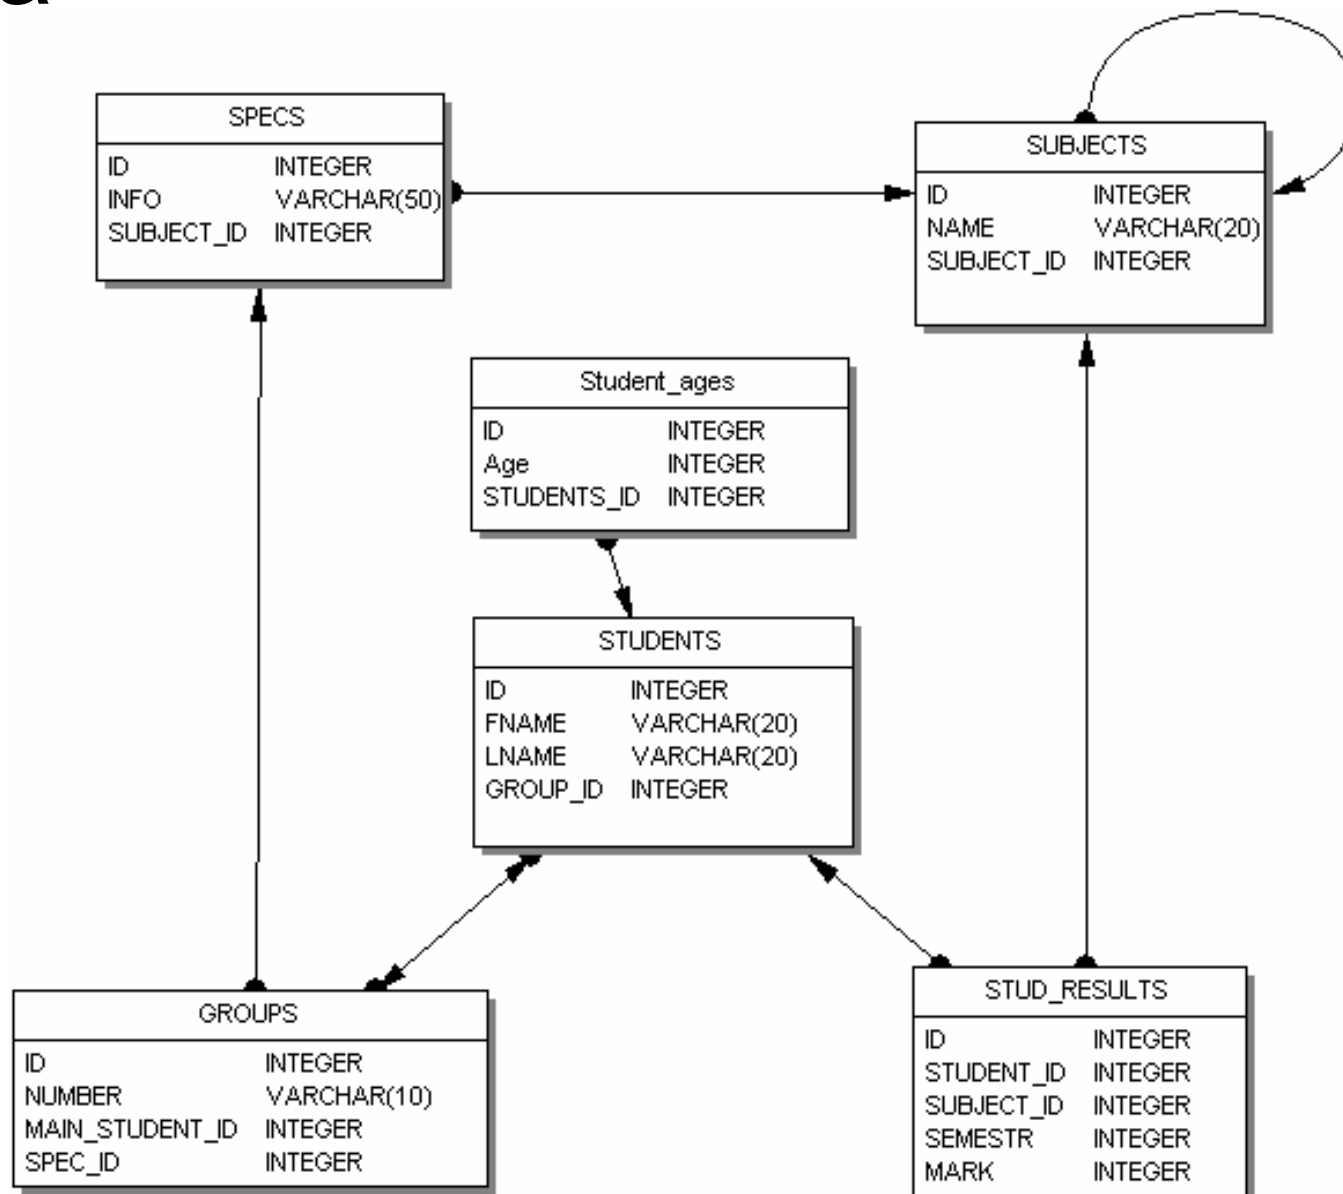 SPECS
ID INTEGER
INFO VARCHAR(50)
SUBJECT_ID INTEGER
SUBJECTS
ID INTEGER
NAME VARCHAR(20)
SUBJECT_ID INTEGER
Student_ages
ID INTEGER
Age INTEGER
STUDENTS_ID INTEGER
STUDENTS
ID INTEGER
FNAME VARCHAR(20)
LNAME VARCHAR(20)
GROUP_ID INTEGER
GROUPS
ID INTEGER
NUMBER VARCHAR(10)
MAIN_STUDENT_ID INTEGER
SPEC_ID INTEGER
STUD_RESULTS
ID INTEGER
STUDENT_ID INTEGER
SUBJECT_ID INTEGER
SEMESTR INTEGER
MARK INTEGER